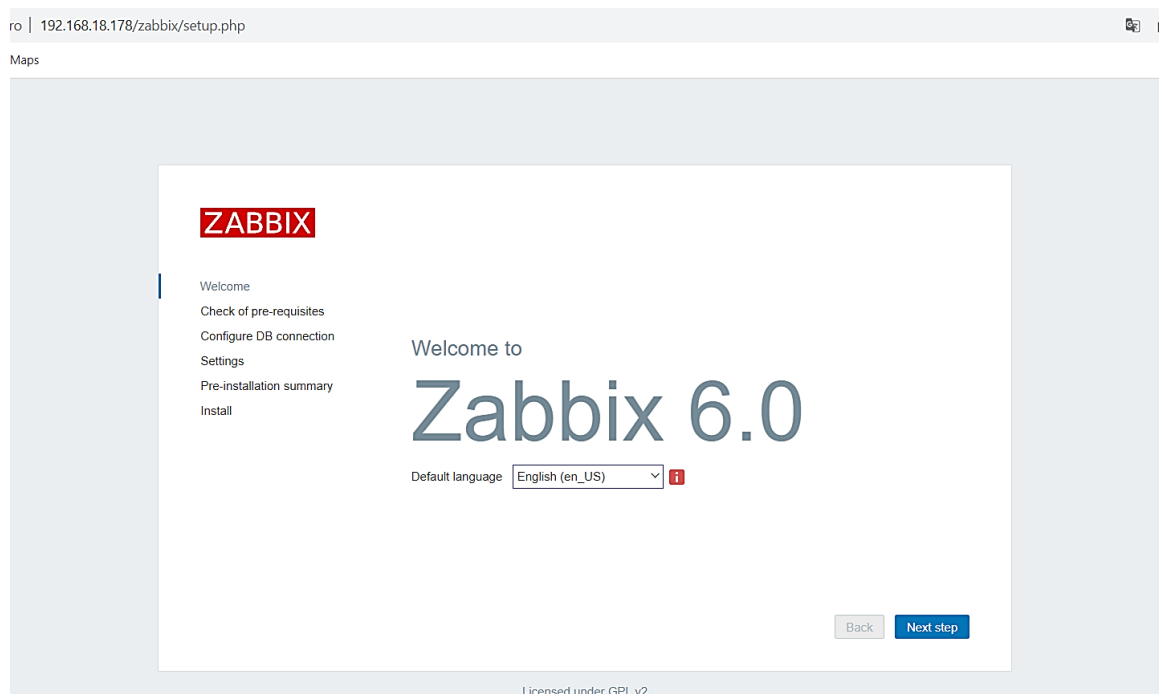 ro | 192.168.18.178/zabbix/setup.php
Maps
ZABBIX
Welcome
Check of pre-requisites
Configure DB connection
Settings
Pre-installation summary
Install
Welcome to
Zabbix 6.0
Default language English (en_US) i
Back Next step
Licensed under GPL v2